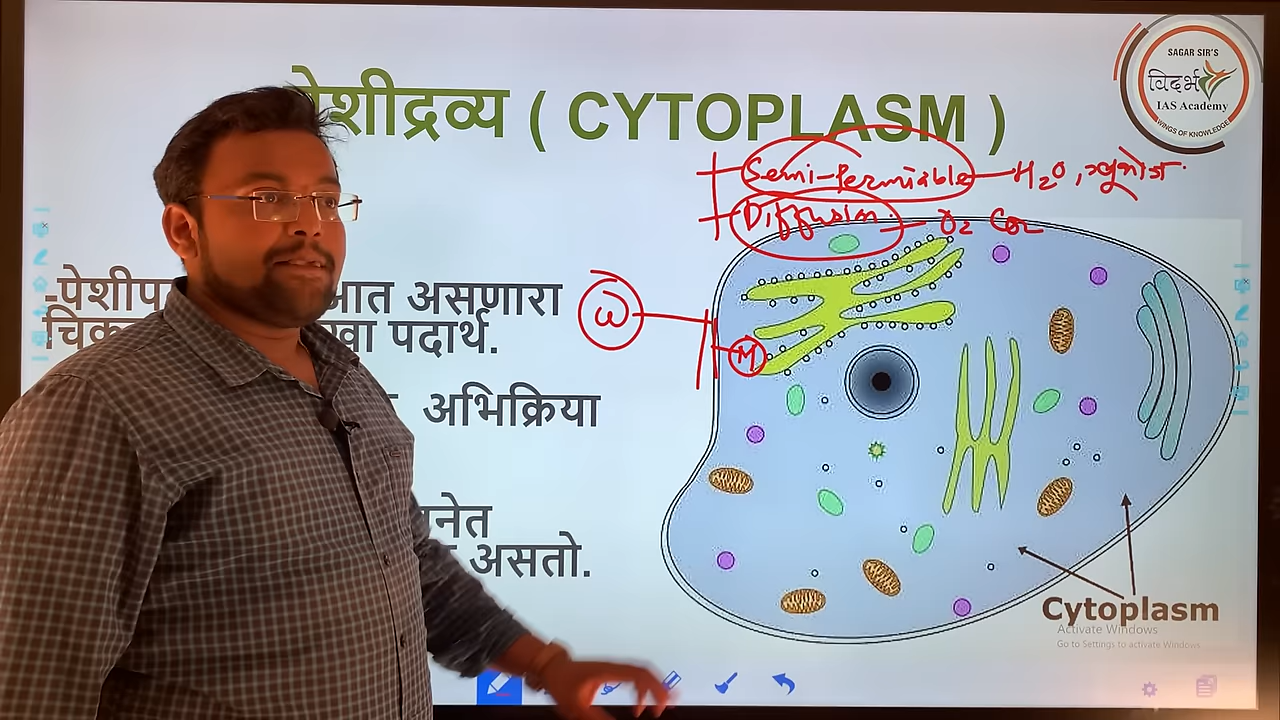 SAGAR SIR'S
विदर्भ
IAS Academy
WINGS OF KNOWLEDGE
पेशीद्रव्य ( CYTOPLASM )
Semi-Permiable - H2O, ग्लूकोज.
Diffusion - O2 CO2
आत असणारा
पदार्थ.
W
M
अभिक्रिया
असतो.
Cytoplasm
Activate Windows
Go to Settings to activate Windows.